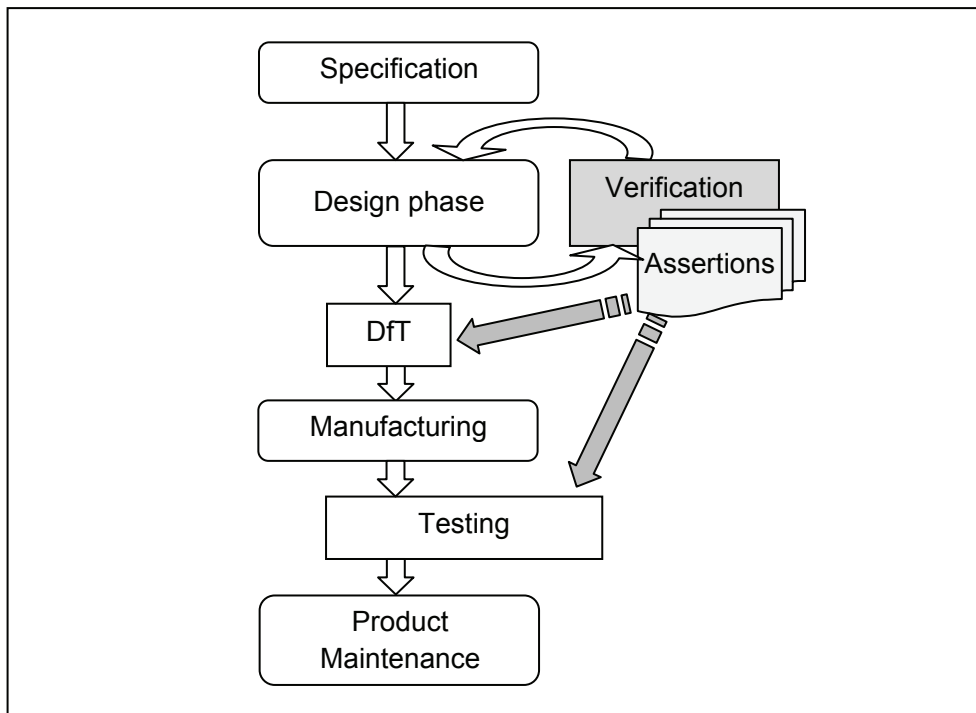 Specification
Design phase
Verification
Assertions
DfT
Manufacturing
Testing
Product
Maintenance